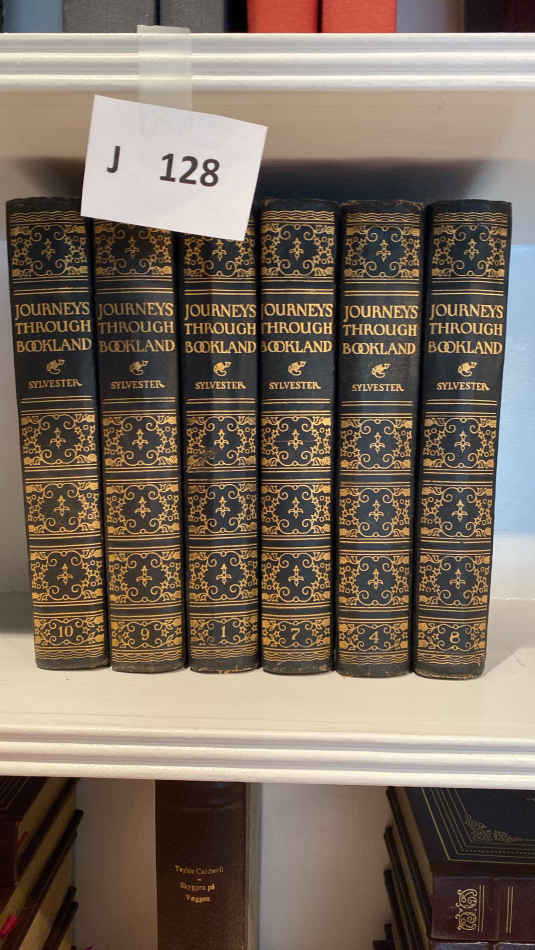 J 128
JOURNEYS
THROUGH
BOOKLAND
SYLVESTER
10
JOURNEYS
THROUGH
BOOKLAND
SYLVESTER
9
JOURNEYS
THROUGH
BOOKLAND
SYLVESTER
1
JOURNEYS
THROUGH
BOOKLAND
SYLVESTER
7
JOURNEYS
THROUGH
BOOKLAND
SYLVESTER
4
JOURNEYS
THROUGH
BOOKLAND
SYLVESTER
8
Taylor Caldwell